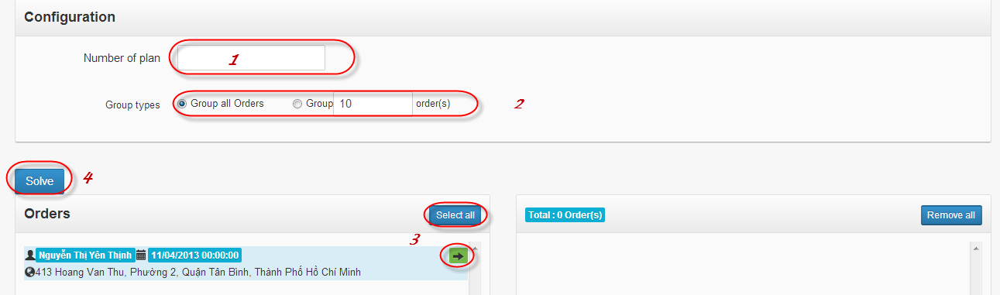 Configuration
Number of plan 1
Group types Group all Orders Group 10 order(s) 2
Solve 4
Orders Select all Total : 0 Order(s) Remove all
3
Nguyễn Thị Yên Thịnh 11/04/2013 00:00:00
413 Hoang Van Thu, Phường 2, Quận Tân Bình, Thành Phố Hồ Chí Minh